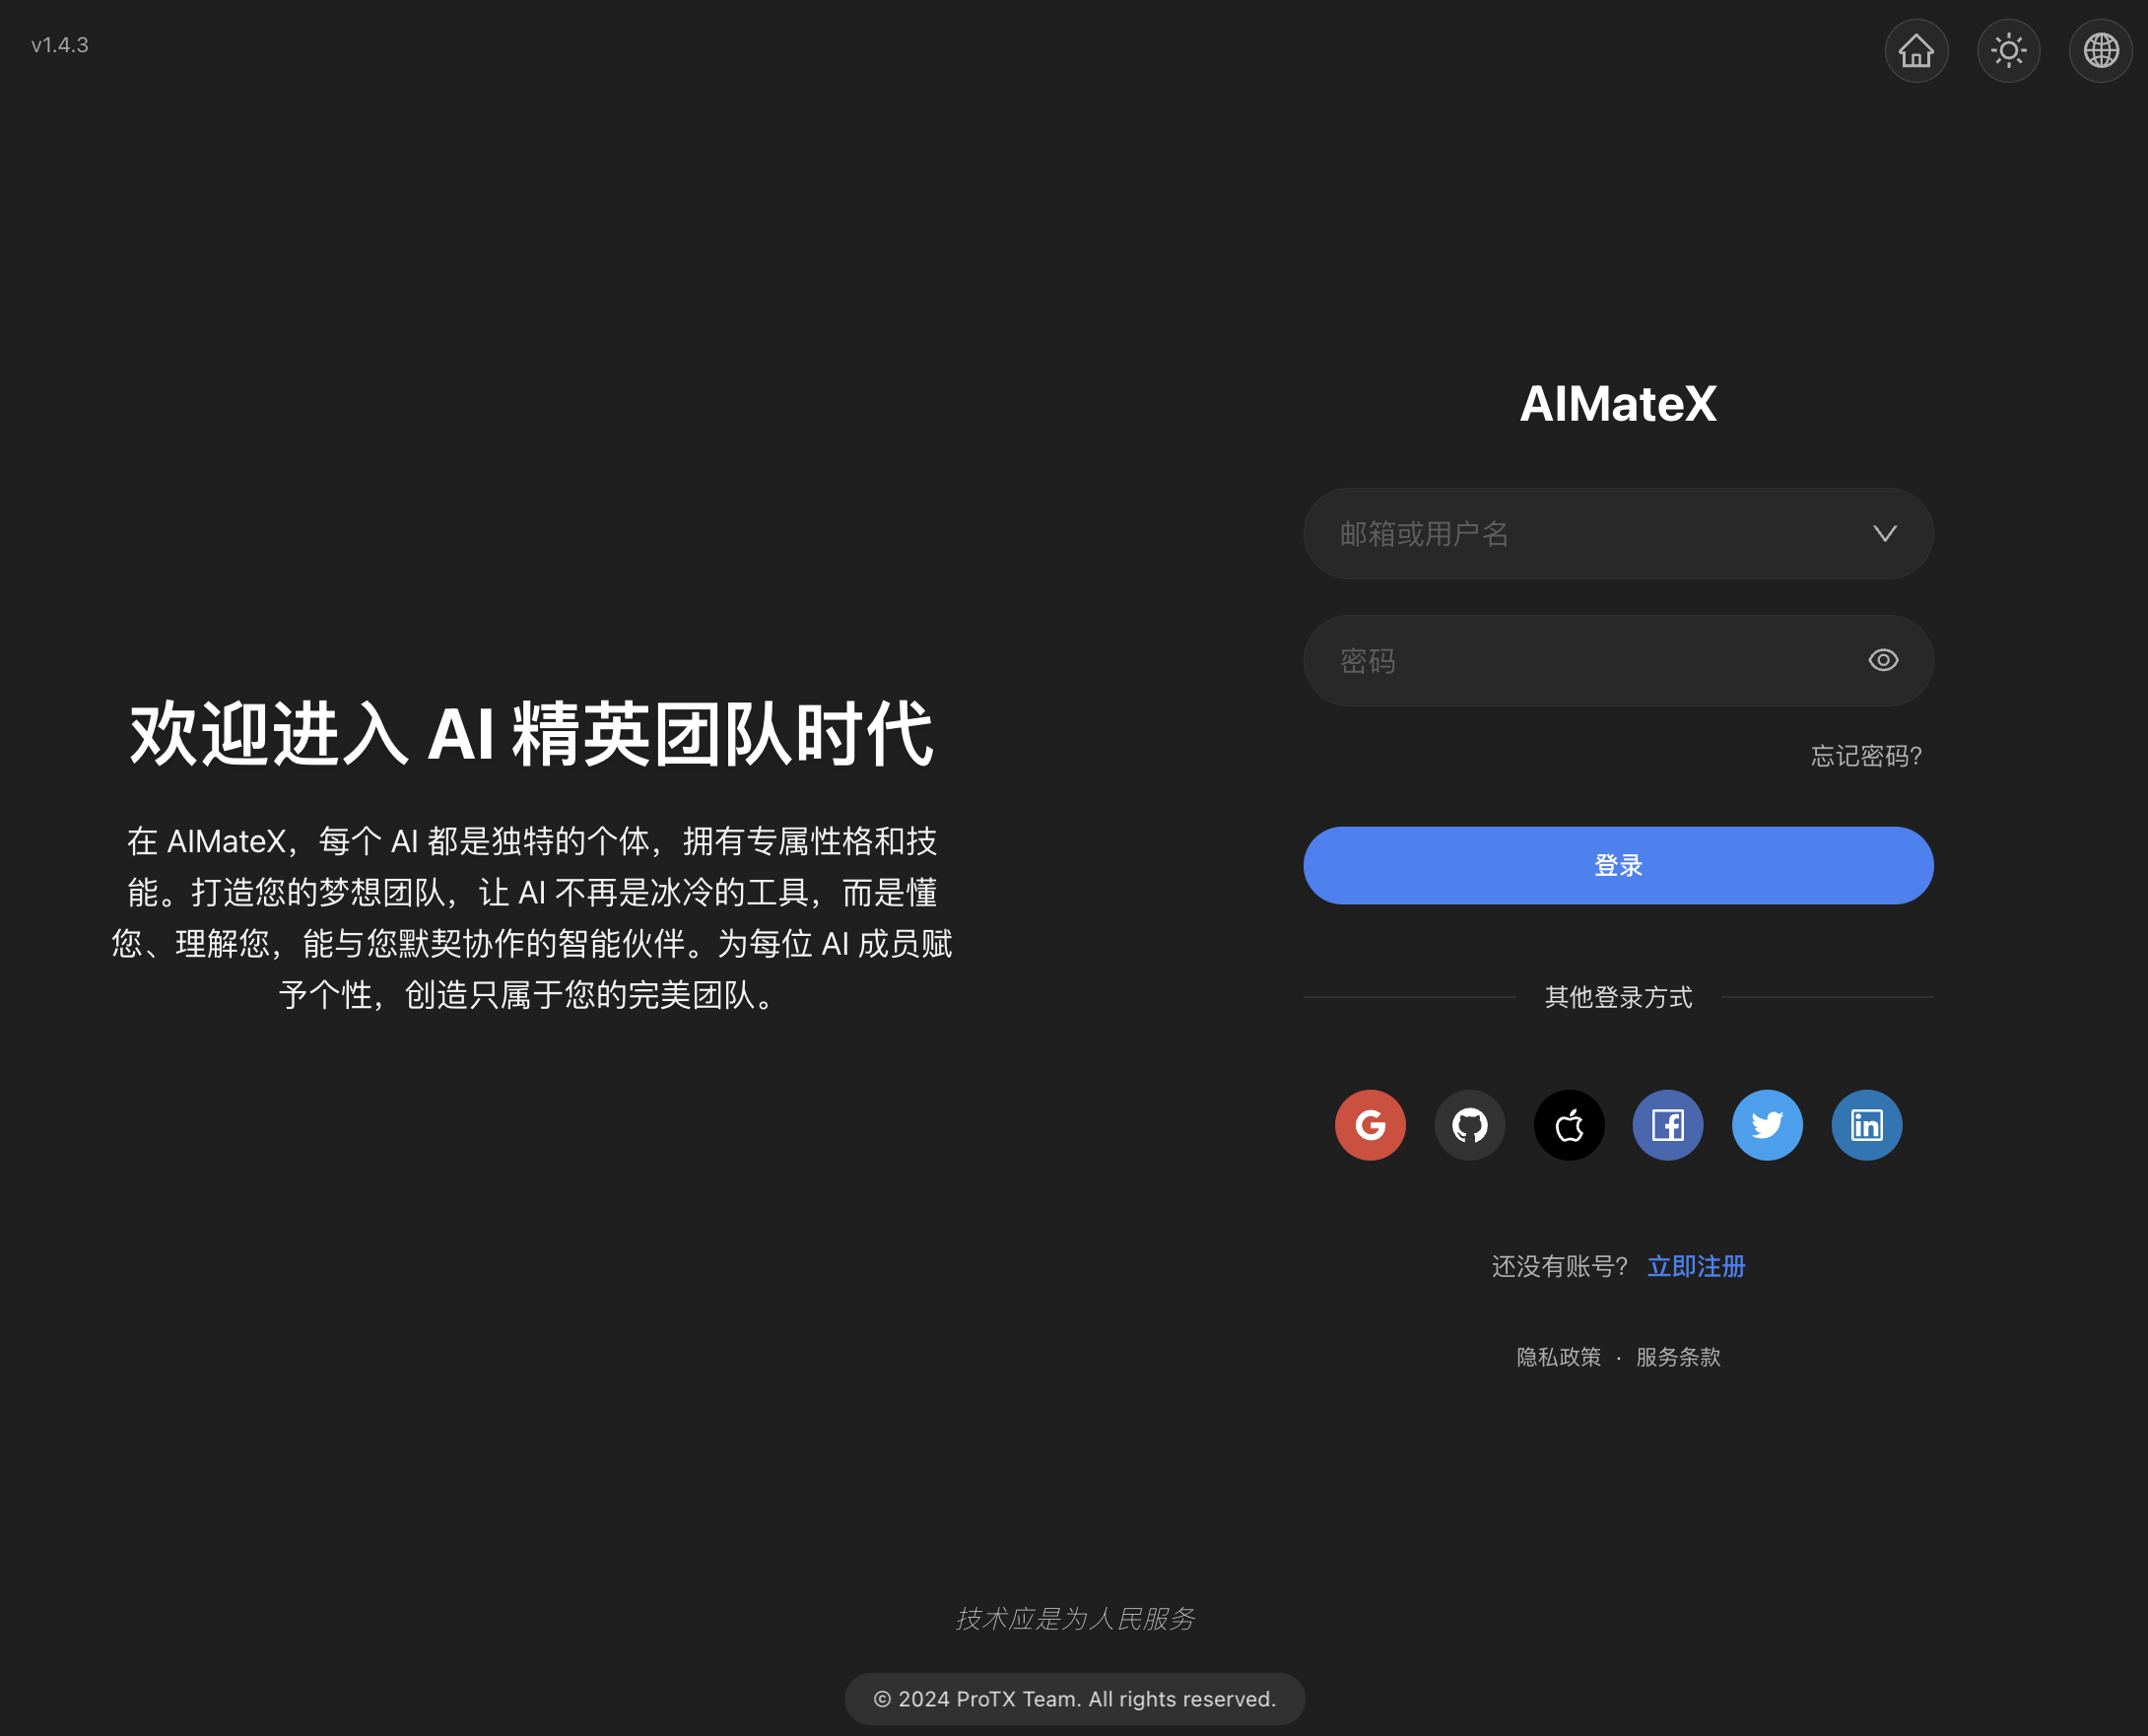 v1.4.3
欢迎进入 AI 精英团队时代
在 AIMateX，每个 AI 都是独特的个体，拥有专属性格和技
能。打造您的梦想团队，让 AI 不再是冰冷的工具，而是懂
您、理解您，能与您默契协作的智能伙伴。为每位 AI 成员赋
予个性，创造只属于您的完美团队。
AIMateX
邮箱或用户名
密码
忘记密码?
登录
其他登录方式
还没有账号? 立即注册
隐私政策 · 服务条款
技术应是为人民服务
© 2024 ProTX Team. All rights reserved.